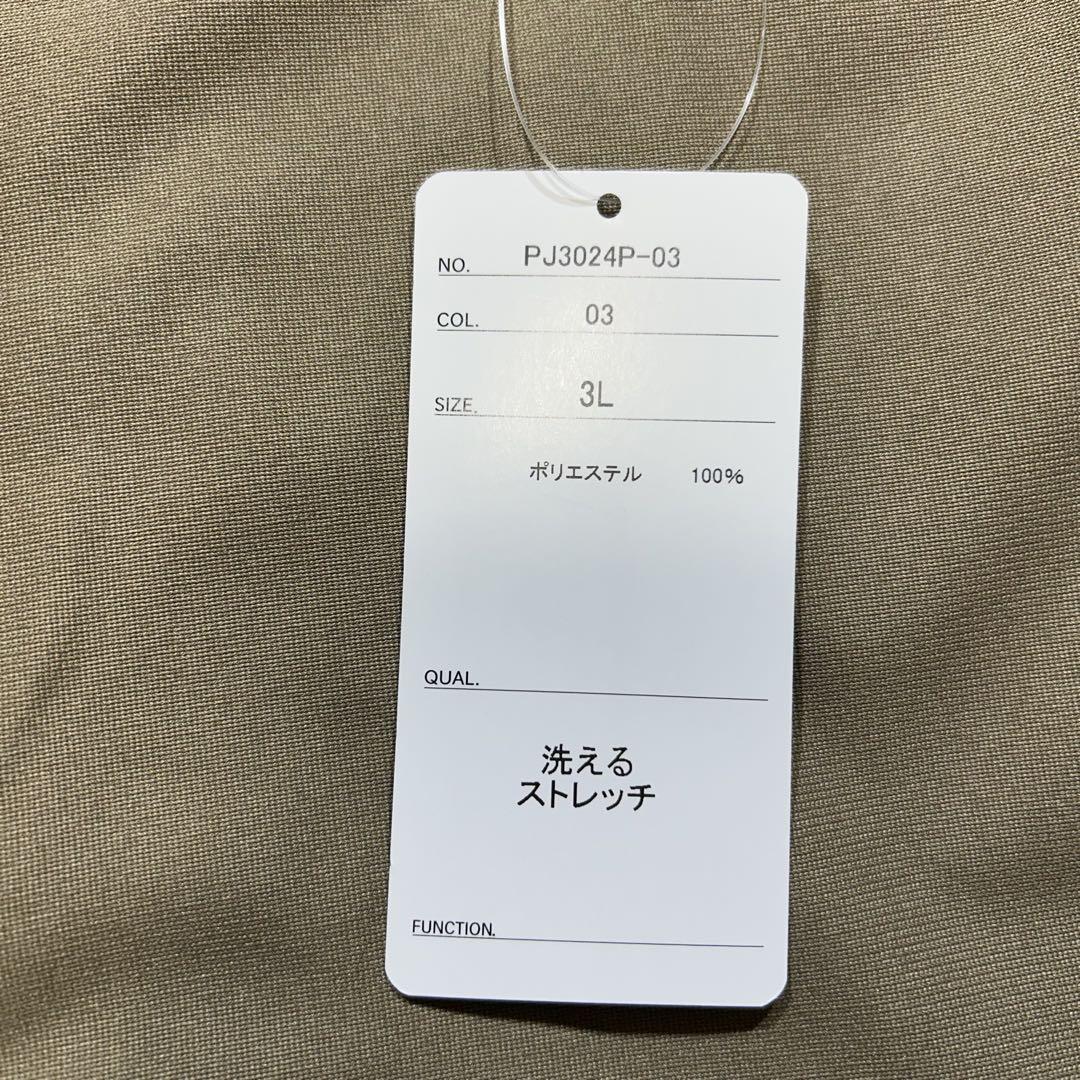 NO. PJ3024P-03
COL. 03
SIZE. 3L
ポリエステル 100%
QUAL.
洗える
ストレッチ
FUNCTION.